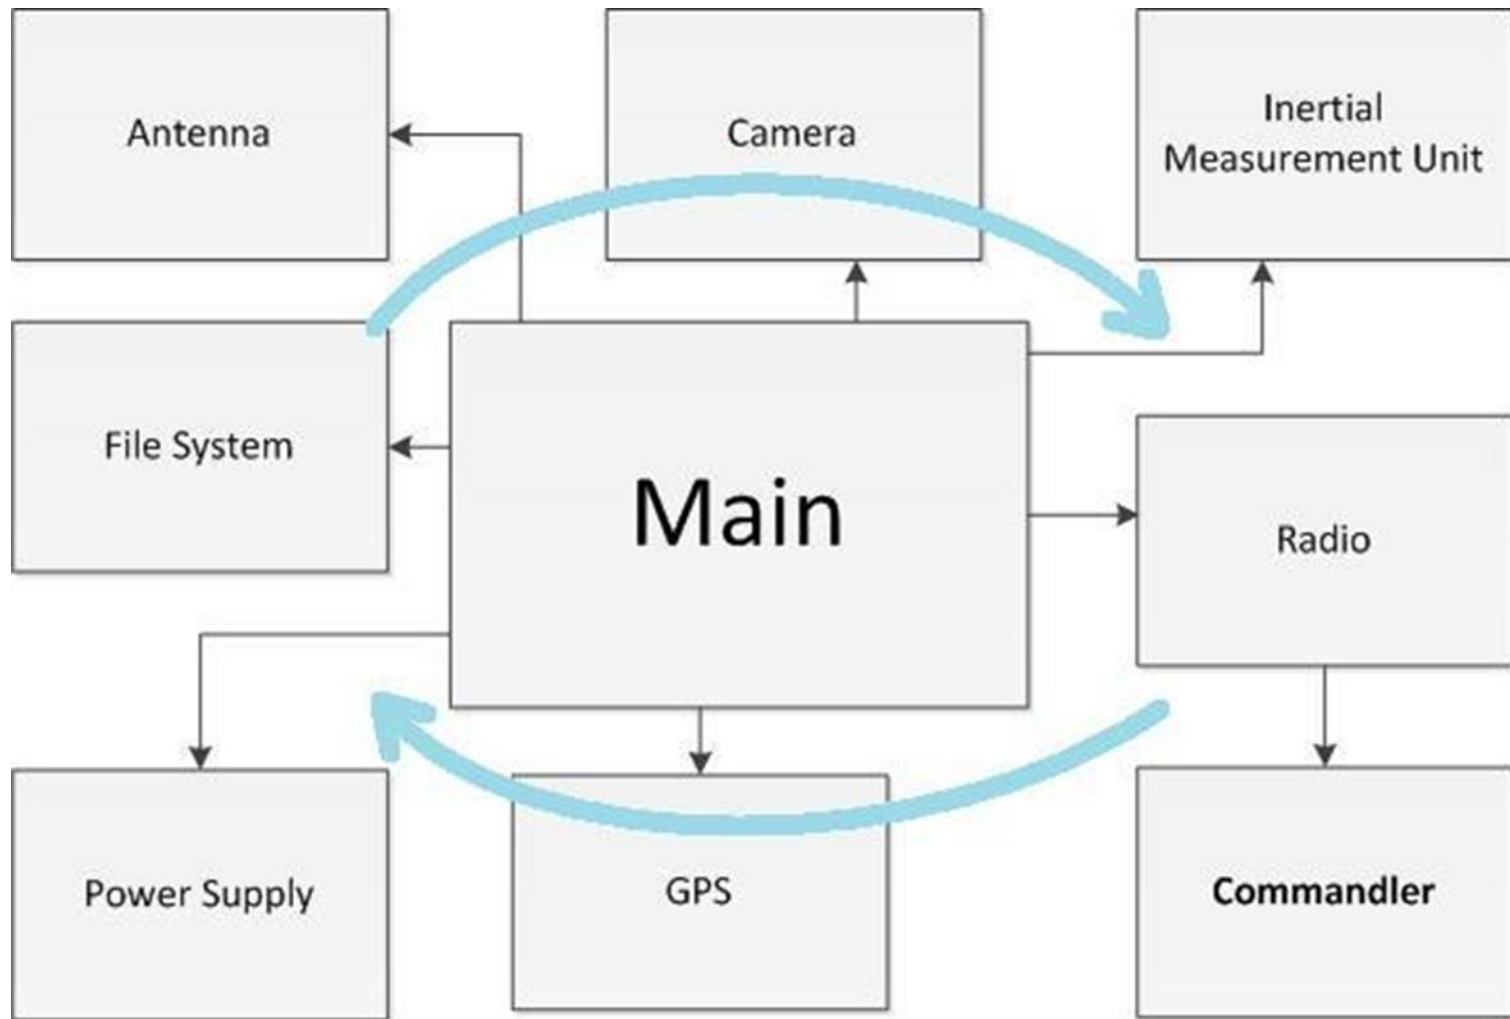 Antenna
Camera
Inertial
Measurement Unit
File System
Main
Radio
Power Supply
GPS
Commandler